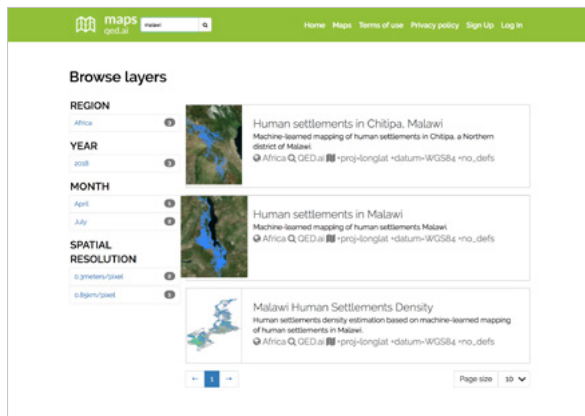 maps
qed.ai
malawi
Home Maps Terms of use Privacy policy Sign Up Log In
Browse layers
REGION
Africa 3
YEAR
2018 3
MONTH
April 1
July 2
SPATIAL
RESOLUTION
0.3meters/pixel 2
0.89km/pixel 1
Human settlements in Chitipa, Malawi
Machine-learned mapping of human settlements in Chitipa, a Northern
district of Malawi.
Africa QED.ai +proj=longlat +datum=WGS84 +no_defs
Human settlements in Malawi
Machine-learned mapping of human settlements Malawi
Africa QED.ai +proj=longlat +datum=WGS84 +no_defs
Malawi Human Settlements Density
Human settlements density estimation based on machine-learned mapping
of human settlements in Malawi.
Africa QED.ai +proj=longlat +datum=WGS84 +no_defs
← 1 →
Page size 10